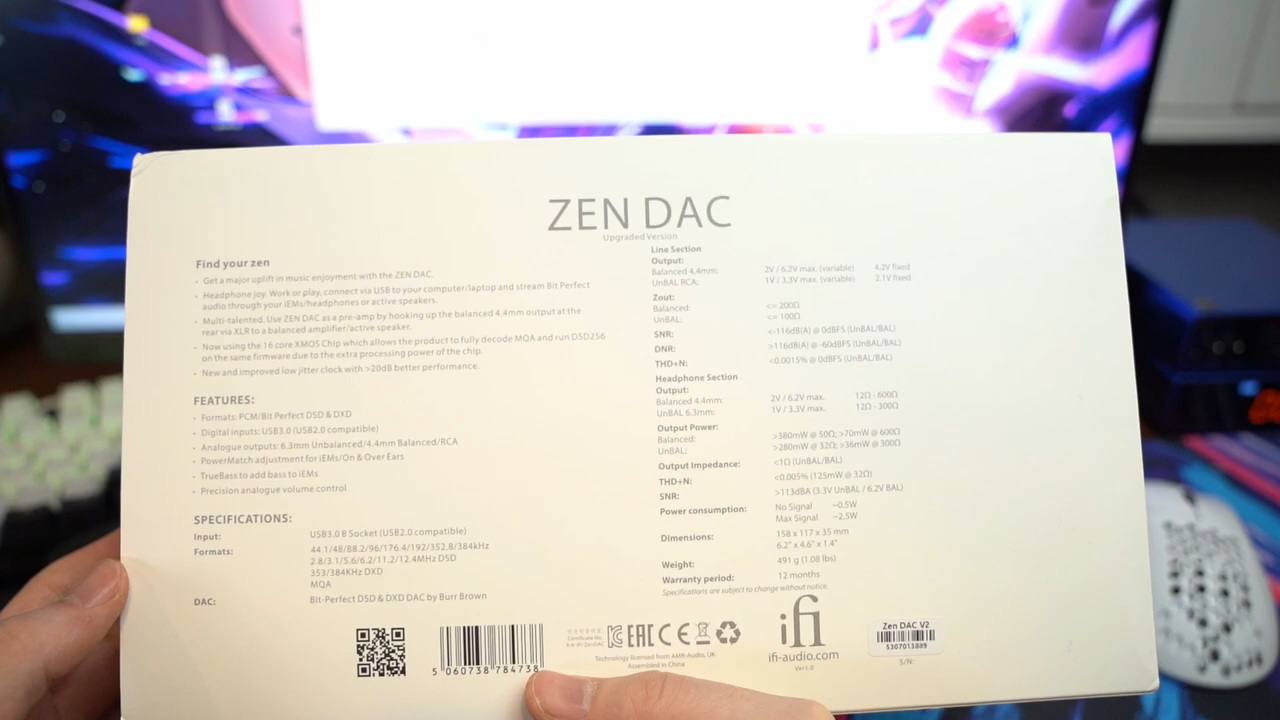 ZEN DAC
Upgraded Version
Find your zen
• Get a major uplift in music enjoyment with the ZEN DAC.
• Headphone joy. Work or play, connect via USB to your computer/laptop and stream Bit Perfect
audio through your iEMs/headphones or active speakers.
• Multi-talented. Use ZEN DAC as a pre-amp by hooking up the balanced 4.4mm output at the
rear via XLR to a balanced amplifier/active speaker.
• Now using the 16 core XMOS Chip which allows the product to fully decode MQA and run DSD256
on the same firmware due to the extra processing power of the chip.
• New and improved low jitter clock with >20dB better performance.
FEATURES:
• Formats: PCM/Bit Perfect DSD & DXD
• Digital inputs: USB3.0 (USB2.0 compatible)
• Analogue outputs: 6.3mm Unbalanced/4.4mm Balanced/RCA
• PowerMatch adjustment for iEMs/On & Over Ears
• TrueBass to add bass to iEMs
• Precision analogue volume control
SPECIFICATIONS:
Input: USB3.0 B Socket (USB2.0 compatible)
Formats: 44.1/48/88.2/96/176.4/192/352.8/384kHz
2.8/3.1/5.6/6.2/11.2/12.4MHz DSD
353/384KHz DXD
MQA
DAC: Bit-Perfect DSD & DXD DAC by Burr Brown
Line Section
Output:
Balanced 4.4mm: 2V / 6.2V max. (variable) 4.2V fixed
UnBAL RCA: 1V / 3.3V max. (variable) 2.1V fixed
Zout:
Balanced: <= 200Ω
UnBAL: <= 100Ω
SNR: <-116dB(A) @ 0dBFS (UnBAL/BAL)
DNR: >116dB(A) @ -60dBFS (UnBAL/BAL)
THD+N: <0.0015% @ 0dBFS (UnBAL/BAL)
Headphone Section
Output:
Balanced 4.4mm: 2V / 6.2V max. 12Ω - 600Ω
UnBAL 6.3mm: 1V / 3.3V max. 12Ω - 300Ω
Output Power:
Balanced: >380mW @ 50Ω; >70mW @ 600Ω
UnBAL: >280mW @ 32Ω; >36mW @ 300Ω
Output Impedance: <1Ω (UnBAL/BAL)
THD+N: <0.005% (125mW @ 32Ω)
SNR: >113dBA (3.3V UnBAL / 6.2V BAL)
Power consumption: No Signal ~0.5W
Max Signal ~2.5W
Dimensions: 158 x 117 x 35 mm
6.2" x 4.6" x 1.4"
Weight: 491 g (1.08 lbs)
Warranty period: 12 months
Specifications are subject to change without notice.
5 060738 784738
Certificate No.:
EAC CE
Technology licensed from AMR-Audio, UK
Assembled in China
ifi
ifi-audio.com
Ver1.0
Zen DAC V2
5307013889
S/N: